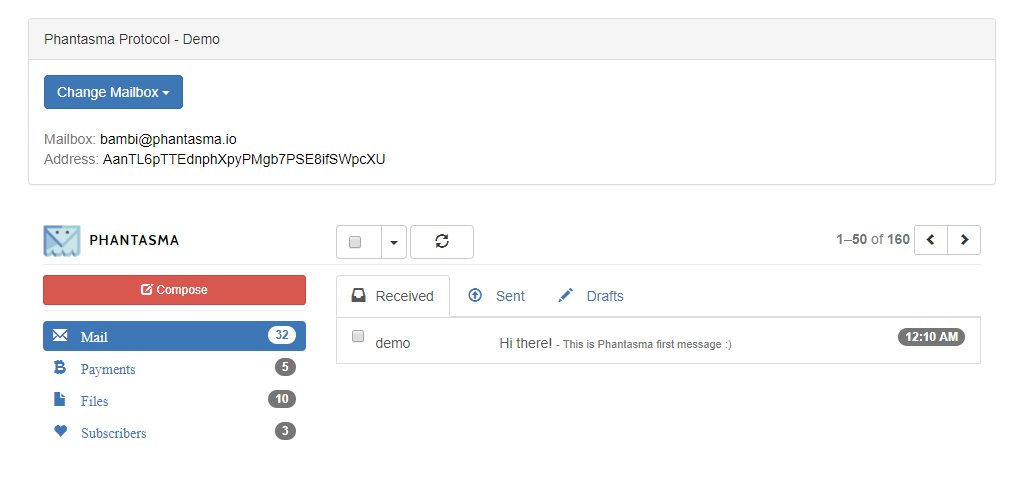 Phantasma Protocol - Demo
Change Mailbox
Mailbox: bambi@phantasma.io
Address: AanTL6pTTEdnphXpyPMgb7PSE8ifSWpcXU
PHANTASMA
1–50 of 160
Compose
Received Sent Drafts
Mail 32
demo Hi there! - This is Phantasma first message :) 12:10 AM
Payments 5
Files 10
Subscribers 3